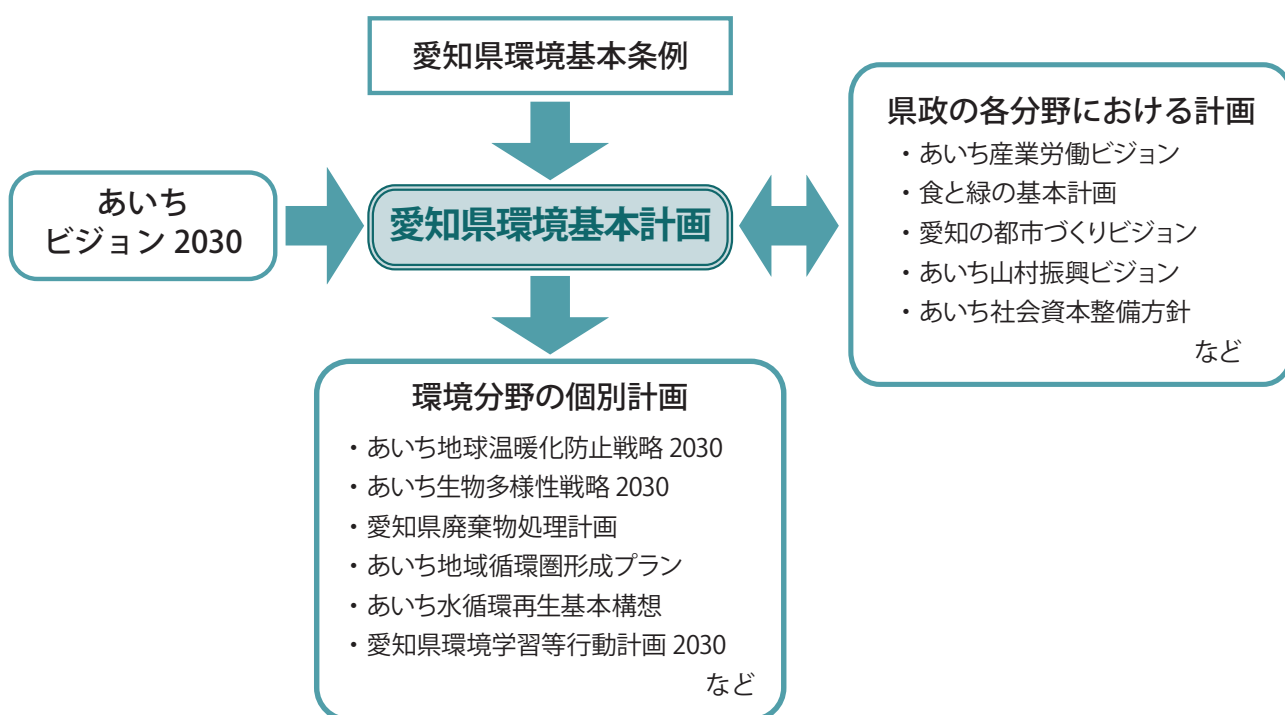 愛知県環境基本条例
あいち
ビジョン 2030
愛知県環境基本計画
県政の各分野における計画
・あいち産業労働ビジョン
・食と緑の基本計画
・愛知の都市づくりビジョン
・あいち山村振興ビジョン
・あいち社会資本整備方針
など
環境分野の個別計画
・あいち地球温暖化防止戦略 2030
・あいち生物多様性戦略 2030
・愛知県廃棄物処理計画
・あいち地域循環圏形成プラン
・あいち水循環再生基本構想
・愛知県環境学習等行動計画 2030
など